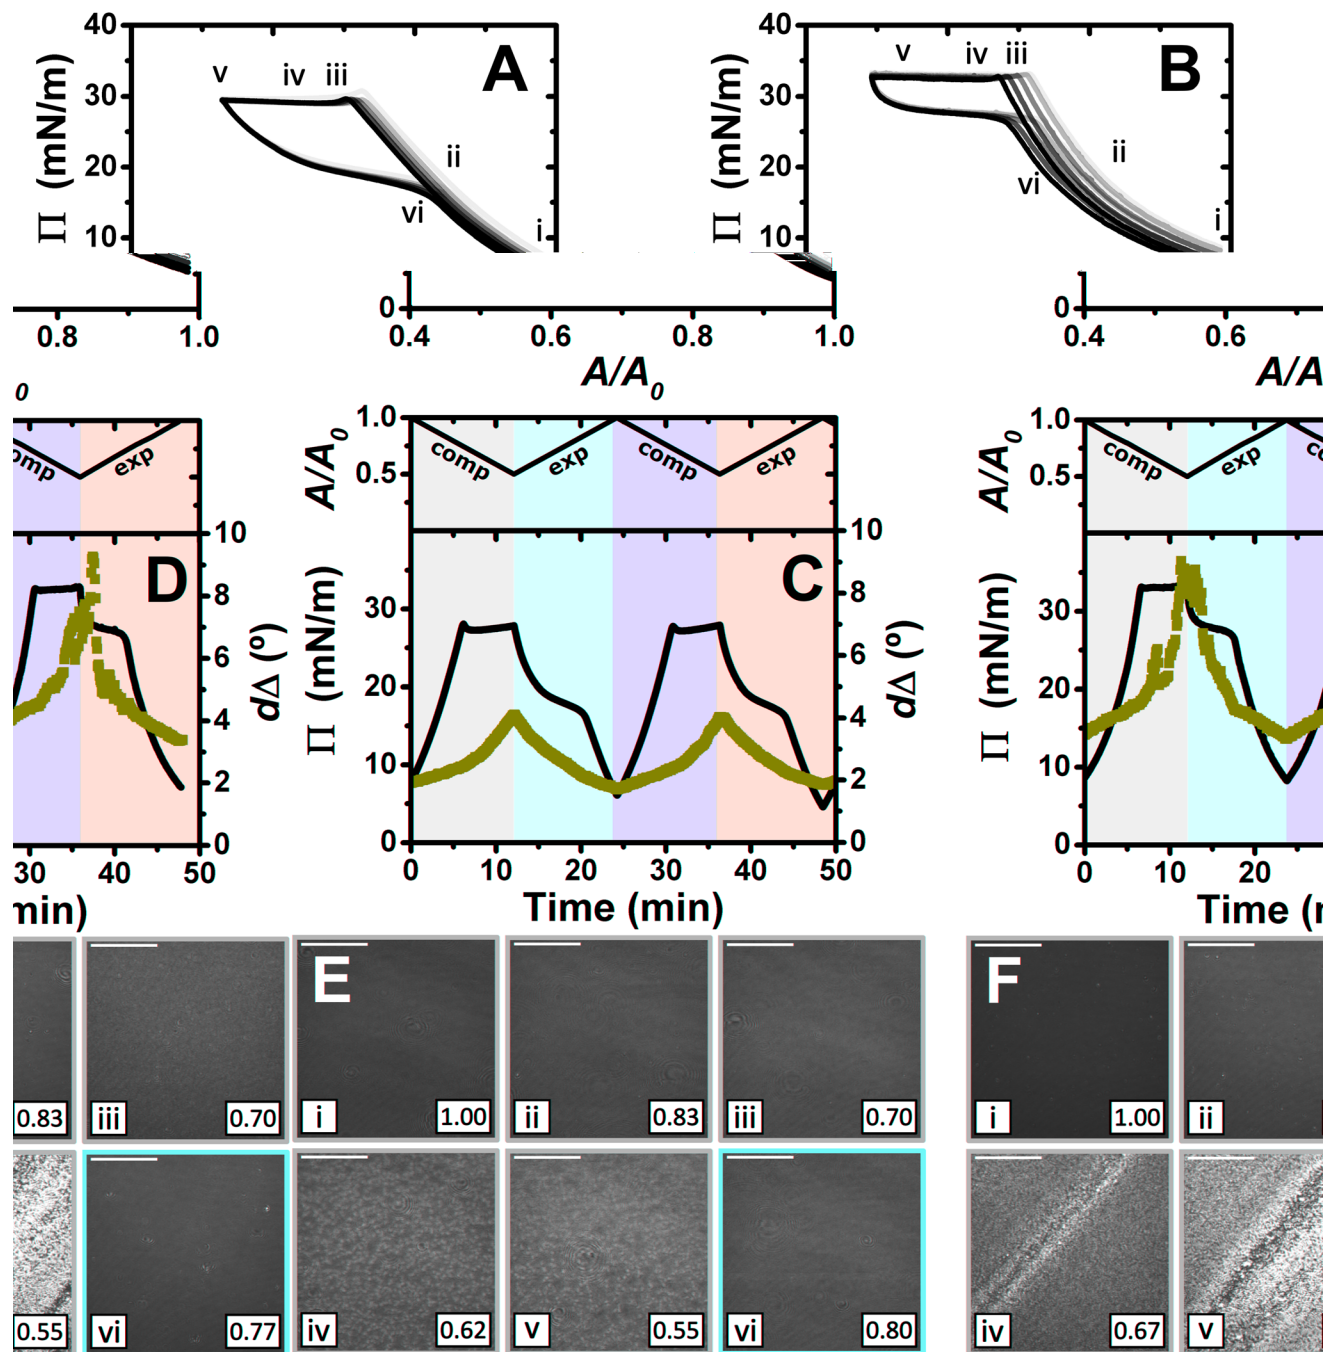 40
30
20
10
Π (mN/m)
v
iv
iii
A
ii
vi
i
40
30
20
10
Π (mN/m)
v
iv
iii
B
ii
vi
i
0.8
1.0
0
0.4
0.6
0.8
1.0
A/A0
0
0.4
0.6
A/A
0
omp
exp
10
8
6
4
2
0
D
dΔ (º)
30
40
50
min)
A/A0
1.0
0.5
comp
exp
comp
exp
Π (mN/m)
30
20
10
0
C
10
8
6
4
2
0
dΔ (º)
0
10
20
30
40
50
Time (min)
A/A0
1.0
0.5
comp
exp
Π (mN/m)
30
20
10
0
0
10
20
Time (
0.83
iii
0.70
E
i
1.00
ii
0.83
iii
0.70
F
i
1.00
ii
0.55
vi
0.77
iv
0.62
v
0.55
vi
0.80
iv
0.67
v